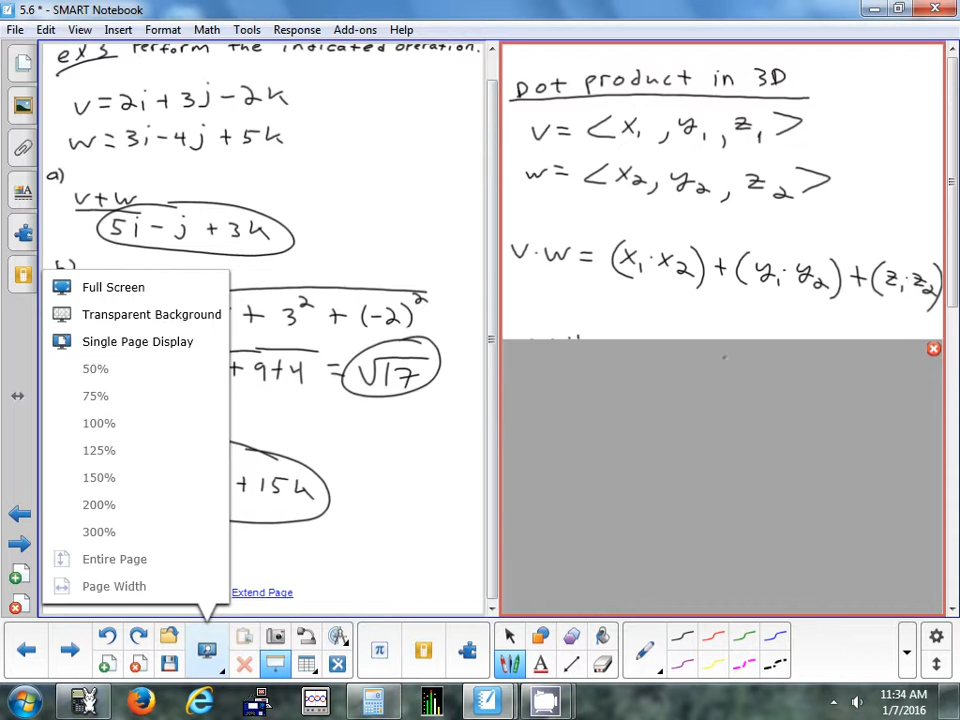 5.6 * - SMART Notebook
File Edit View Insert Format Math Tools Response Add-ons Help
ex 3 perform the indicated operation.
v = 2i + 3j - 2k
w = 3i - 4j + 5k
a)
v+w
5i - j + 3k
b)
+ 3² + (-2)²
+ 9+4 = √17
+ 15k
Extend Page
Full Screen
Transparent Background
Single Page Display
50%
75%
100%
125%
150%
200%
300%
Entire Page
Page Width
Dot product in 3D
v = <x₁, y₁, z₁>
w = <x₂, y₂, z₂>
v·w = (x₁·x₂) + (y₁·y₂) + (z₁·z₂)
11:34 AM
1/7/2016